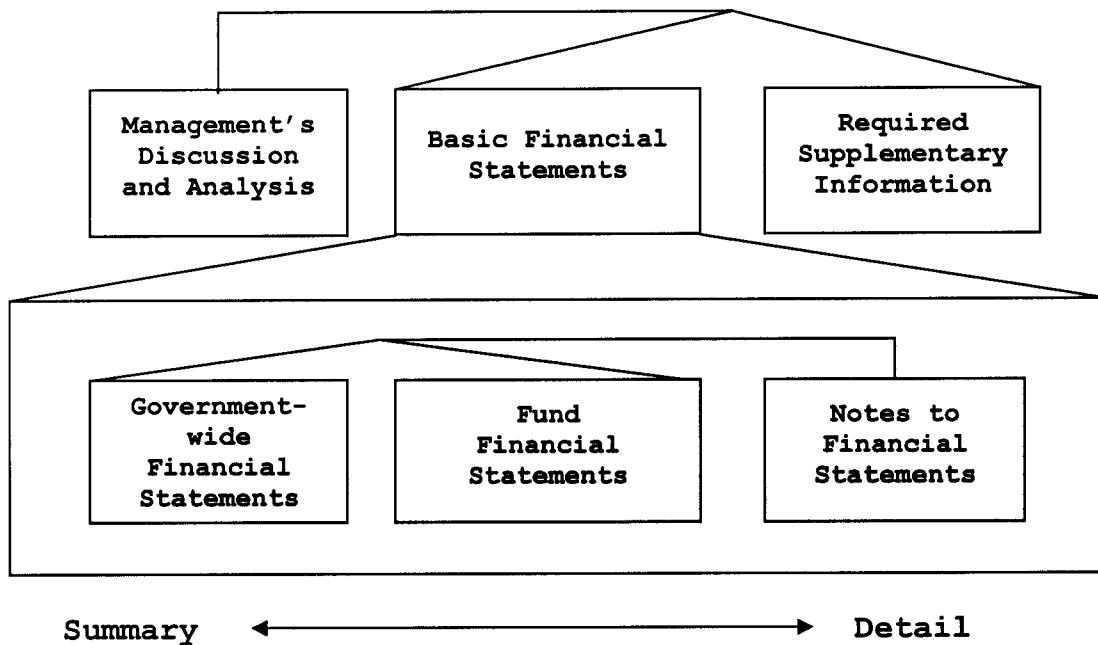 Management's
Discussion
and Analysis
Basic Financial
Statements
Required
Supplementary
Information
Government-
wide
Financial
Statements
Fund
Financial
Statements
Notes to
Financial
Statements
Summary
Detail